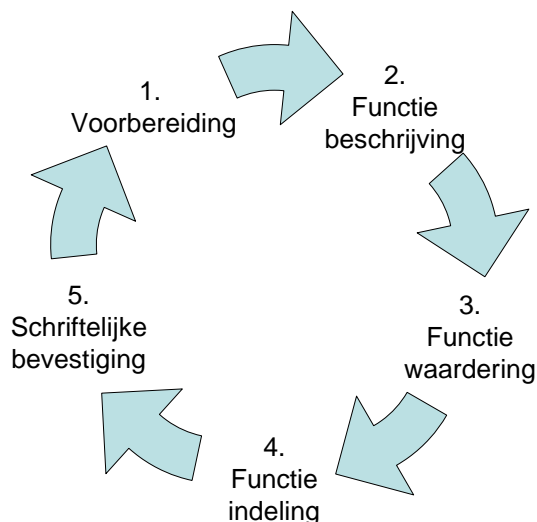 1.
Voorbereiding
2.
Functie
beschrijving
3.
Functie
waardering
4.
Functie
indeling
5.
Schriftelijke
bevestiging